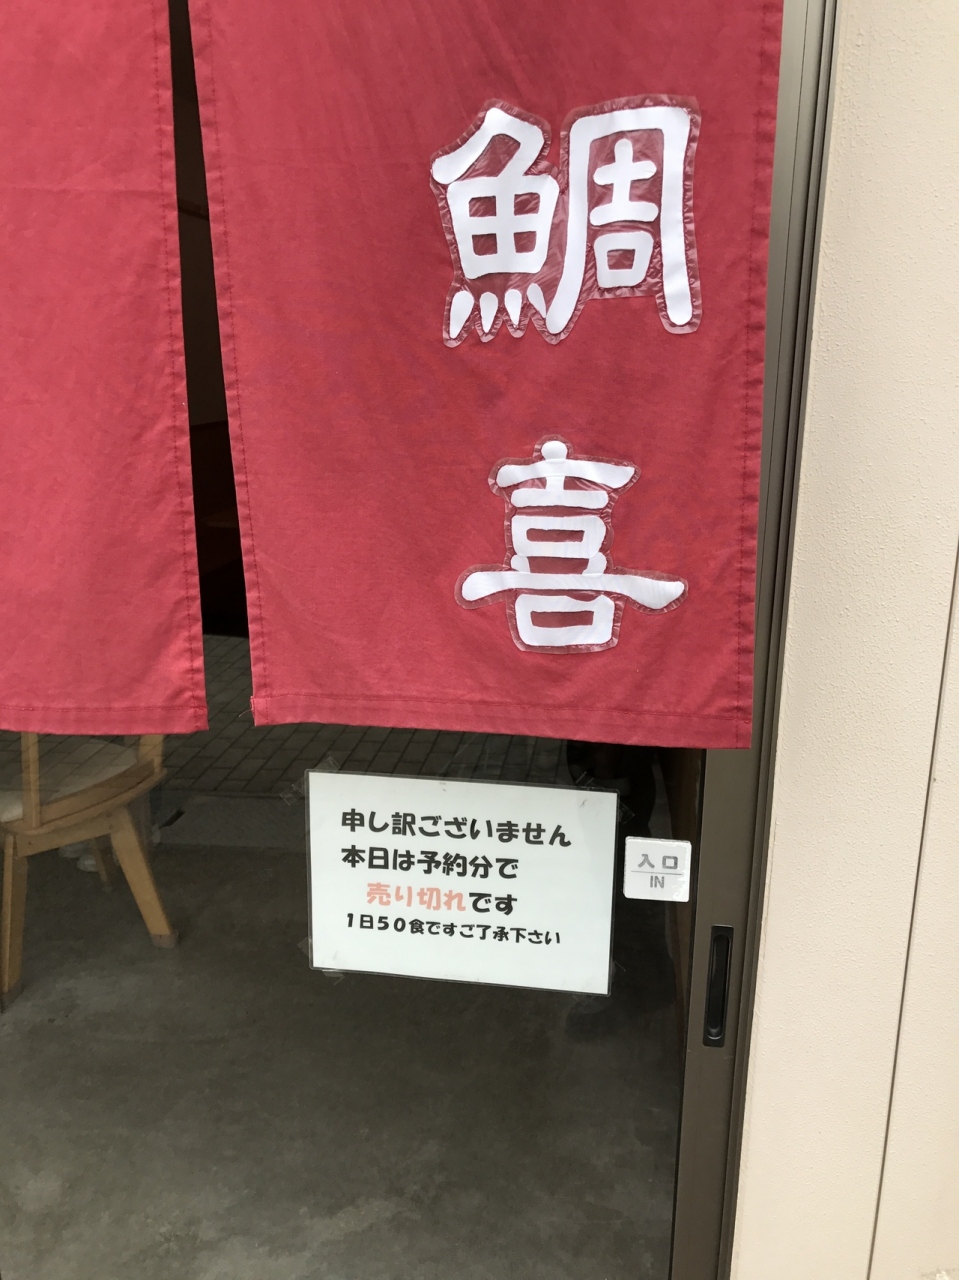 鯛
喜
申し訳ございません
本日は予約分で
売り切れです
1日50食ですご了承下さい
入口
IN